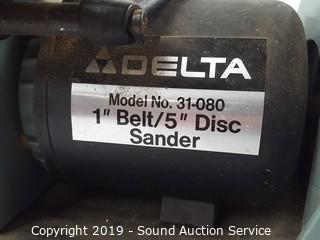 DELTA
Model No. 31-080
1" Belt/5" Disc
Sander
Copyright 2019 - Sound Auction Service